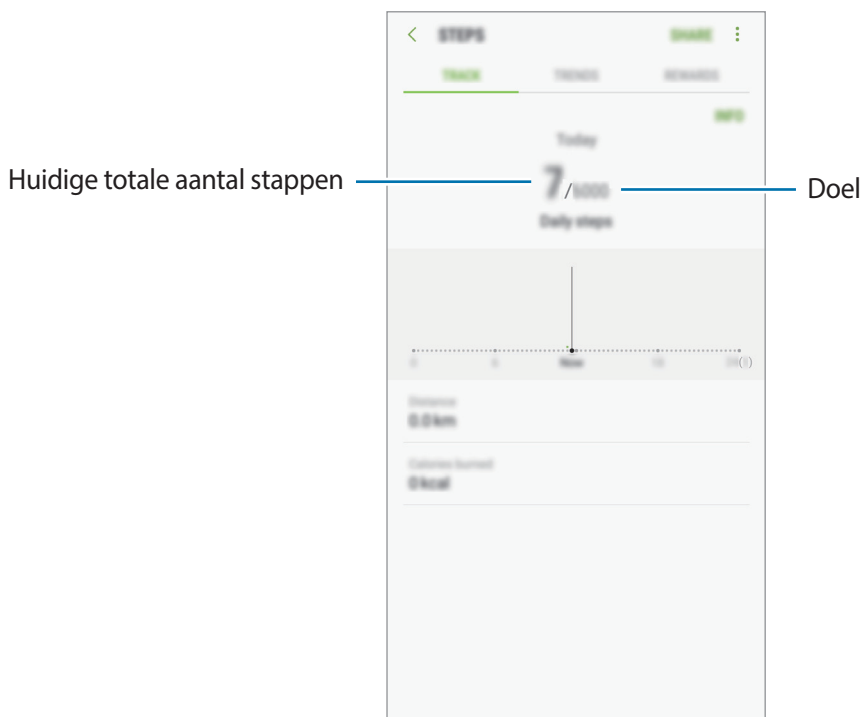 STEPS
SHARE
TRACK
TRENDS
REWARDS
INFO
Today
Huidige totale aantal stappen
7/6000
Doel
Daily steps
Now
Distance
0.0 km
Calories burned
0 kcal